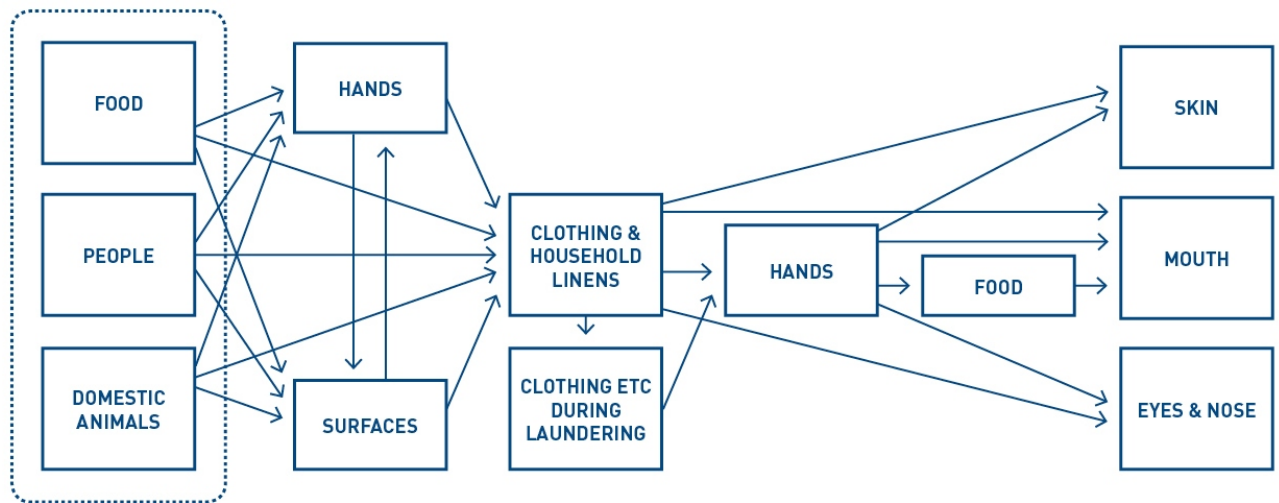 FOOD
PEOPLE
DOMESTIC
ANIMALS
HANDS
SURFACES
CLOTHING &
HOUSEHOLD
LINENS
CLOTHING ETC
DURING
LAUNDERING
HANDS
FOOD
SKIN
MOUTH
EYES & NOSE